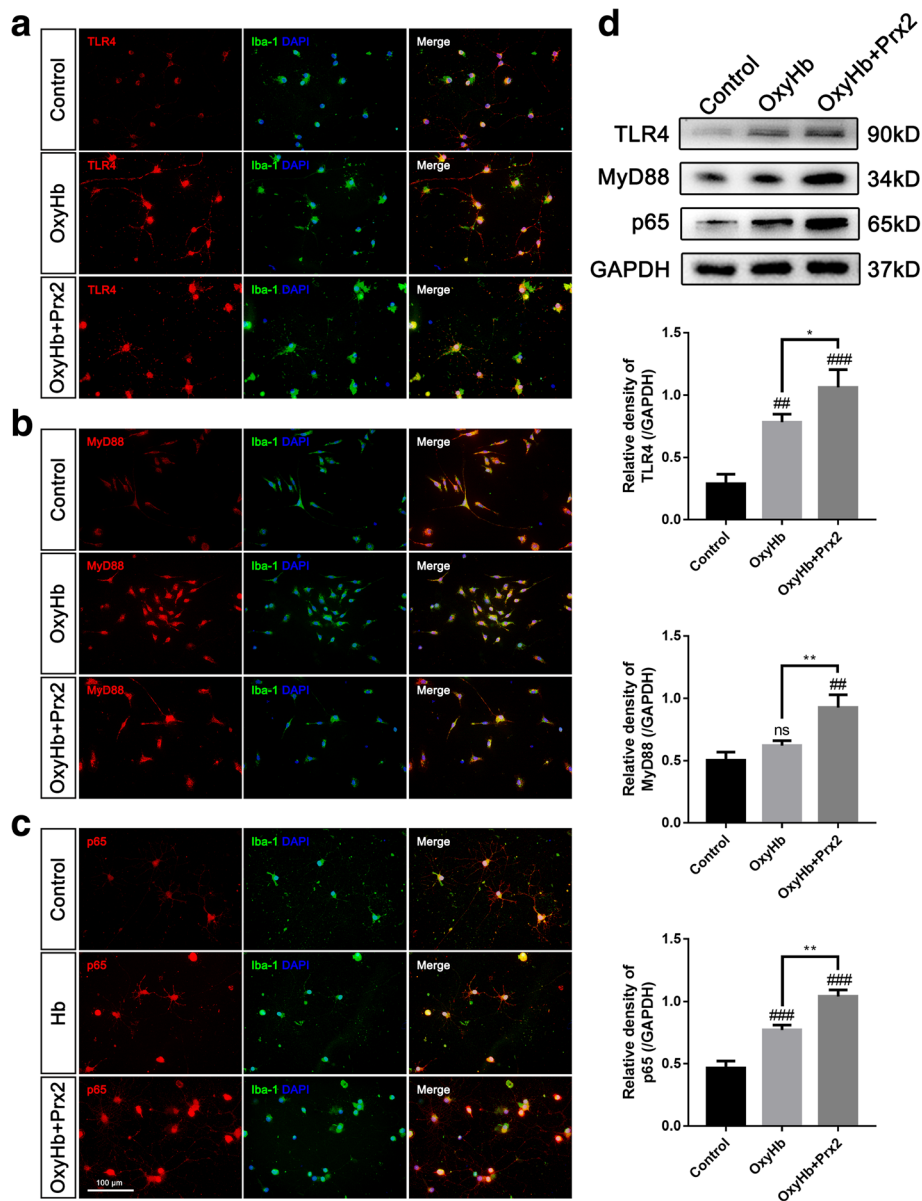 a
Control
TLR4
Iba-1 DAPI
Merge
OxyHb
TLR4
Iba-1 DAPI
Merge
OxyHb+Prx2
TLR4
Iba-1 DAPI
Merge
b
Control
MyD88
Iba-1 DAPI
Merge
OxyHb
MyD88
Iba-1 DAPI
Merge
OxyHb+Prx2
MyD88
Iba-1 DAPI
Merge
c
Control
p65
Iba-1 DAPI
Merge
Hb
p65
Iba-1 DAPI
Merge
OxyHb+Prx2
p65
Iba-1 DAPI
Merge
100 μm
d
Control
OxyHb
OxyHb+Prx2
TLR4
90kD
MyD88
34kD
p65
65kD
GAPDH
37kD
Relative density of
TLR4 (/GAPDH)
1.5
1.0
0.5
0.0
##
*
###
Control
OxyHb
OxyHb+Prx2
Relative density of
MyD88 (/GAPDH)
1.5
1.0
0.5
0.0
ns
**
##
Control
OxyHb
OxyHb+Prx2
Relative density of
p65 (/GAPDH)
1.5
1.0
0.5
0.0
###
**
###
Control
OxyHb
OxyHb+Prx2